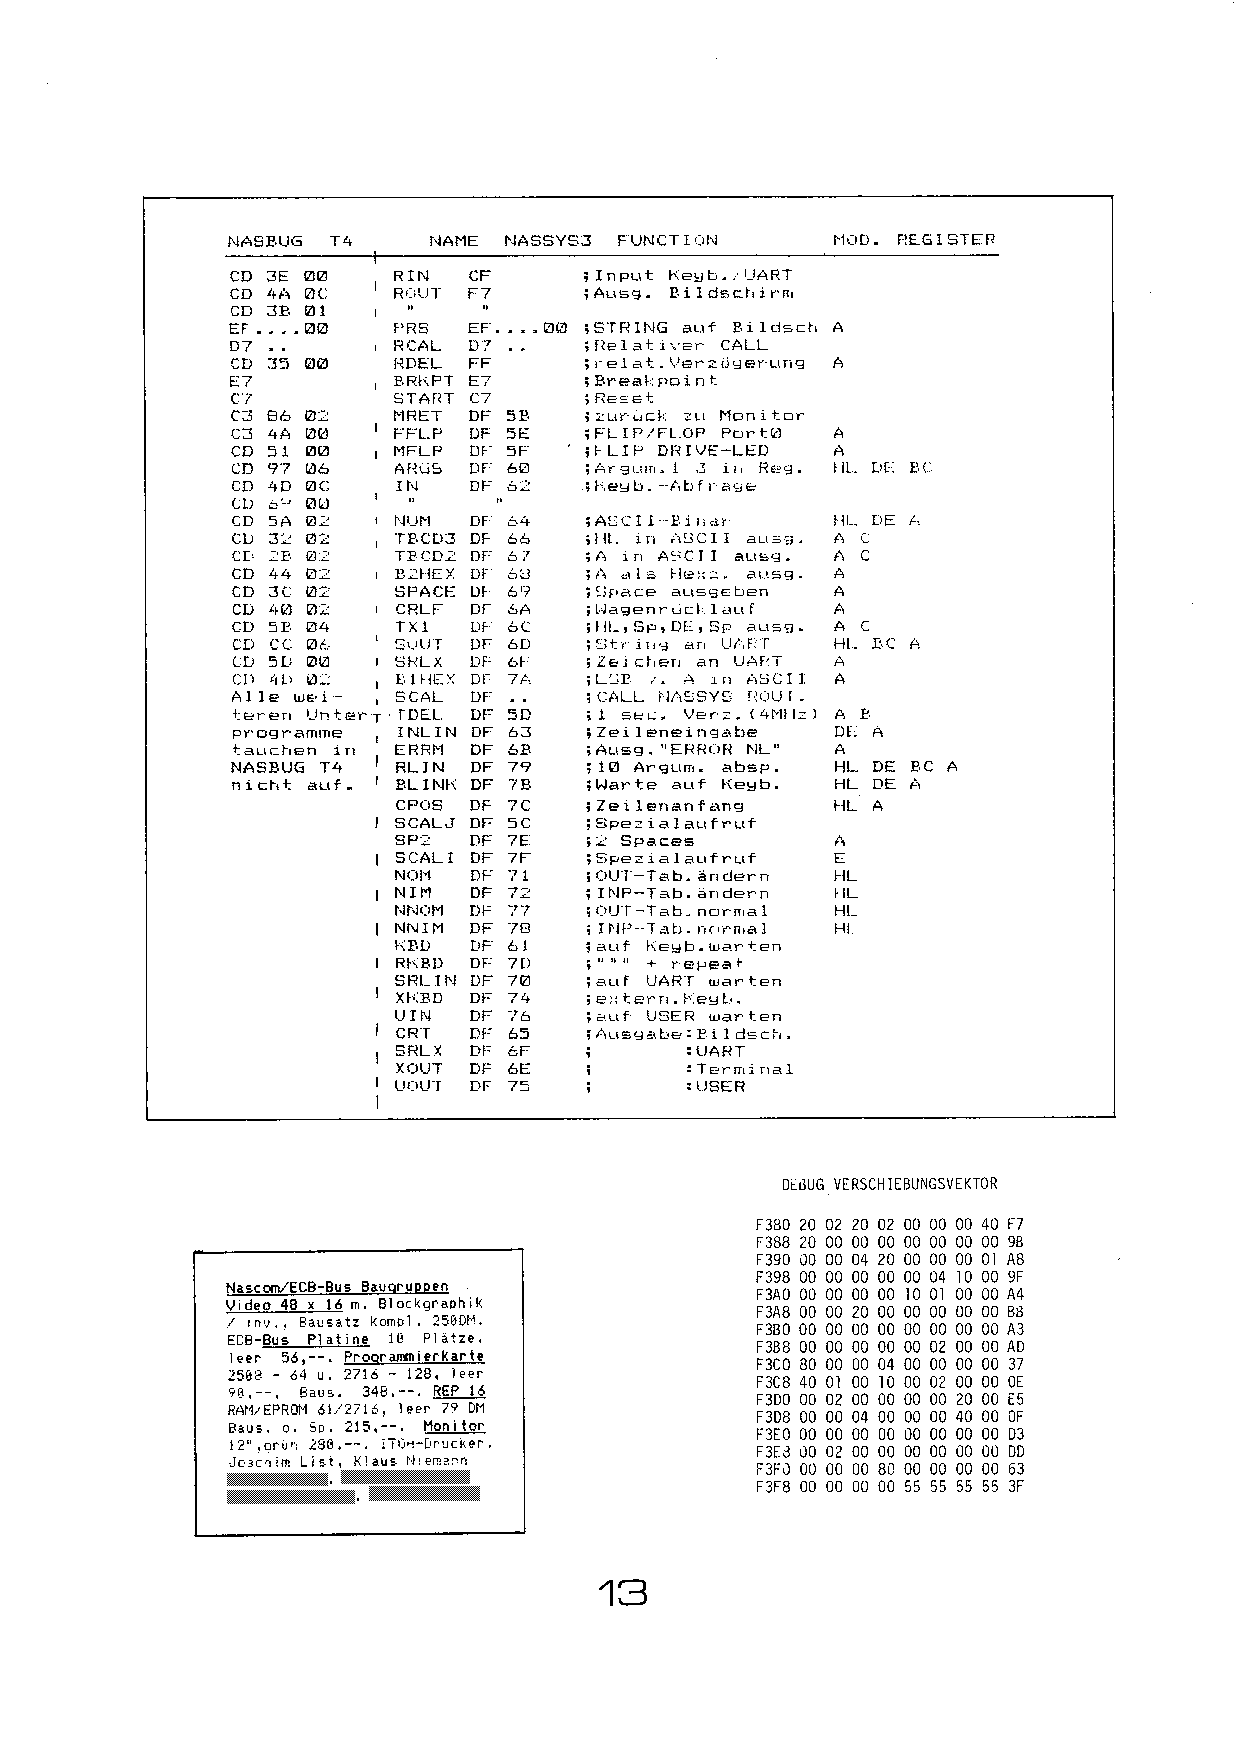 NASBUG T4 NAME NASSYS3 FUNCTION MOD. REGISTER
CD 3E 00 RIN CF ;Input Keyb./UART
CD 4A 0C ROUT F7 ;Ausg. Bildschirm
CD 3B 01 " "
EF....00 PRS EF....00 ;STRING auf Bildsch A
D7 .. RCAL D7 .. ;Relativer CALL
CD 35 00 RDEL FF ;relat.Verzögerung A
E7 BRKPT E7 ;Breakpoint
C7 START C7 ;Reset
C3 86 02 MRET DF 5B ;zurück zu Monitor
C3 4A 00 FFLP DF 5E ;FLIP/FLOP Port0 A
CD 51 00 MFLP DF 5F ;FLIP DRIVE-LED A
CD 97 06 ARGS DF 60 ;Argum.1 3 in Reg. HL DE BC
CD 4D 0C IN DF 62 ;Keyb.-Abfrage
CD 69 00 " "
CD 5A 02 NUM DF 64 ;ASCII-Binär HL DE A
CD 32 02 TBCD3 DF 66 ;HL in ASCII ausg. A C
CD 2B 02 TBCD2 DF 67 ;A in ASCII ausg. A C
CD 44 02 B2HEX DF 68 ;A als Hexz. ausg. A
CD 3C 02 SPACE DF 69 ;Space ausgeben A
CD 40 02 CRLF DF 6A ;Wagenrücklauf A
CD 5B 04 TX1 DF 6C ;HL,Sp,DE,Sp ausg. A C
CD CC 06 SOUT DF 6D ;String an UART HL BC A
CD 5D 00 SRLX DF 6F ;Zeichen an UART A
CD 4D 02 B1HEX DF 7A ;LSB v. A in ASCII A
Alle wei- SCAL DF .. ;CALL NASSYS ROUT.
teren Unter- TDEL DF 5D ;1 sec. Verz.(4MHz) A B
programme INLIN DF 63 ;Zeileneingabe DE A
tauchen in ERRM DF 6B ;Ausg."ERROR NL" A
NASBUG T4 RLIN DF 79 ;10 Argum. absp. HL DE BC A
nicht auf. BLINK DF 7B ;Warte auf Keyb. HL DE A
CPOS DF 7C ;Zeilenanfang HL A
SCALJ DF 5C ;Spezialaufruf
SP2 DF 7E ;2 Spaces A
SCALI DF 7F ;Spezialaufruf E
NOM DF 71 ;OUT-Tab.ändern HL
NIM DF 72 ;INP-Tab.ändern HL
NNOM DF 77 ;OUT-Tab.normal HL
NNIM DF 78 ;INP-Tab.normal HL
KBD DF 61 ;auf Keyb.warten
RKBD DF 7D ;""" + repeat
SRLIN DF 70 ;auf UART warten
XKBD DF 74 ;extern.Keyb.
UIN DF 76 ;auf USER warten
CRT DF 65 ;Ausgabe:Bildsch.
SRLX DF 6F ; :UART
XOUT DF 6E ; :Terminal
UOUT DF 75 ; :USER
DEBUG VERSCHIEBUNGSVEKTOR
F380 20 02 20 02 00 00 00 40 F7
F388 20 00 00 00 00 00 00 00 9B
F390 00 00 04 20 00 00 00 01 A8
F398 00 00 00 00 00 04 10 00 9F
F3A0 00 00 00 00 10 01 00 00 A4
F3A8 00 00 20 00 00 00 00 00 BB
F3B0 00 00 00 00 00 00 00 00 A3
F3B8 00 00 00 00 00 02 00 00 AD
F3C0 80 00 00 04 00 00 00 00 37
F3C8 40 01 00 10 00 02 00 00 0E
F3D0 00 02 00 00 00 00 20 00 E5
F3D8 00 00 04 00 00 00 40 00 0F
F3E0 00 00 00 00 00 00 00 00 D3
F3E8 00 02 00 00 00 00 00 00 DD
F3F0 00 00 00 80 00 00 00 00 63
F3F8 00 00 00 00 55 55 55 55 3F
Nascom/ECB-Bus Baugruppen
Video 48 x 16 m. Blockgraphik
/ inv., Bausatz kompl. 250DM.
ECB-Bus Platine 10 Plätze,
leer 56,--. Programmierkarte
2508 - 64 u. 2716 - 128, leer
90,--, Baus. 348,--. REP 16
RAM/EPROM 61/2716, leer 79 DM
Baus. o. Sp. 215,--. Monitor
12",grün 280,--. ITOH-Drucker.
Joachim List, Klaus Niemann
13